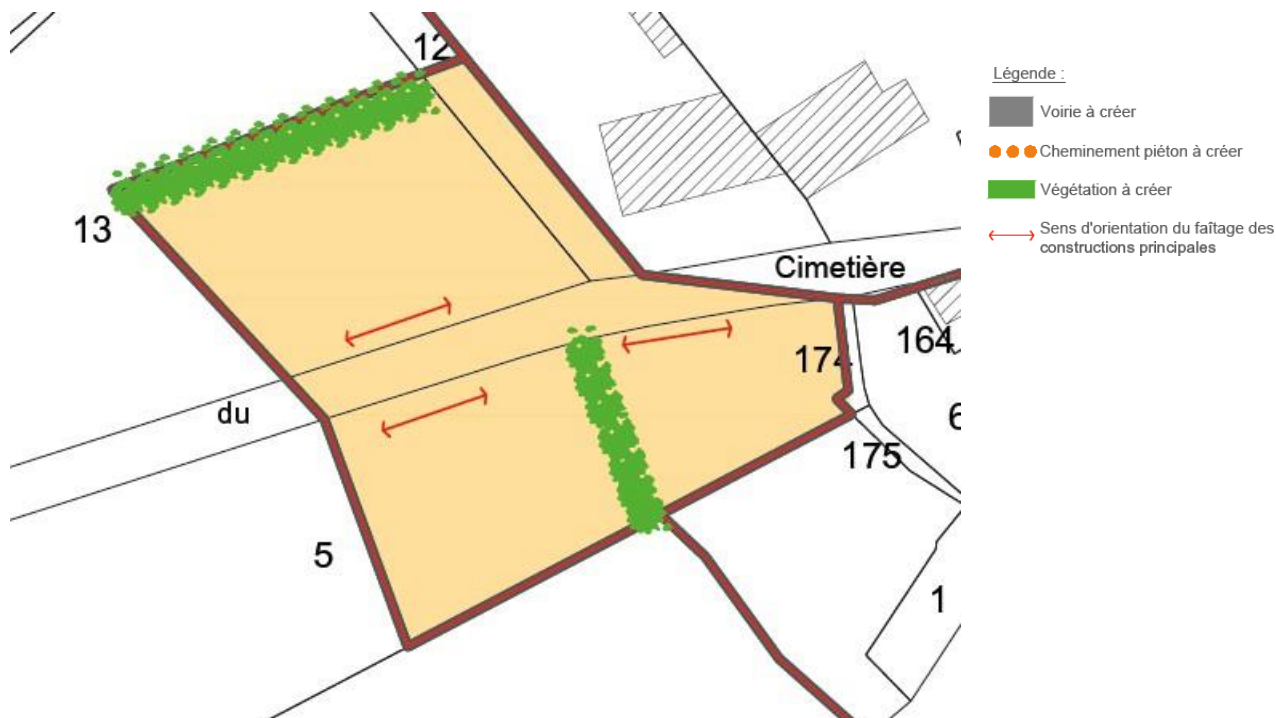 12
13
Cimetière
174
164
du
6
175
5
1
Légende :
Voirie à créer
Cheminement piéton à créer
Végétation à créer
Sens d'orientation du faîtage des
constructions principales